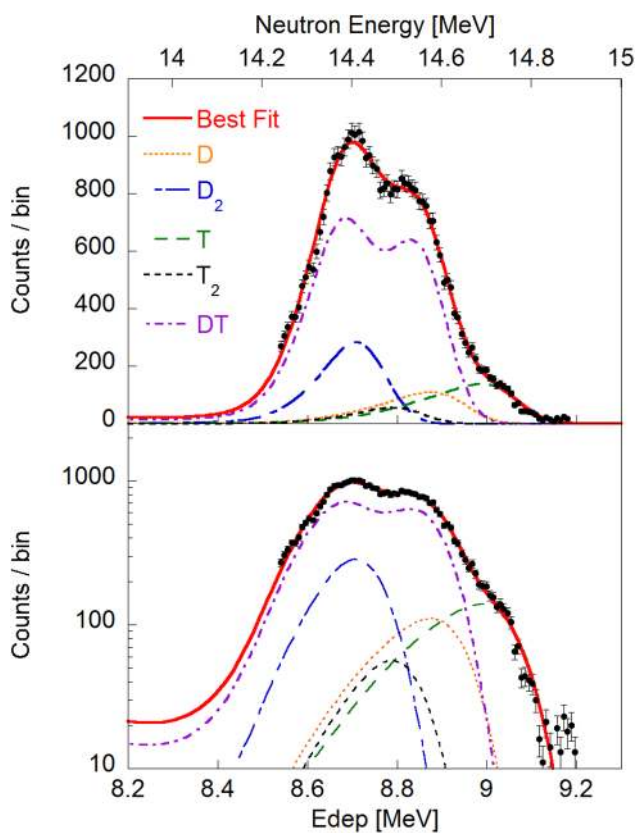 Neutron Energy [MeV]
14 14.2 14.4 14.6 14.8 15
1200
1000
800
600
400
200
0
Counts / bin
Best Fit
D
D₂
T
T₂
DT
1000
100
10
Counts / bin
8.2 8.4 8.6 8.8 9 9.2
Edep [MeV]